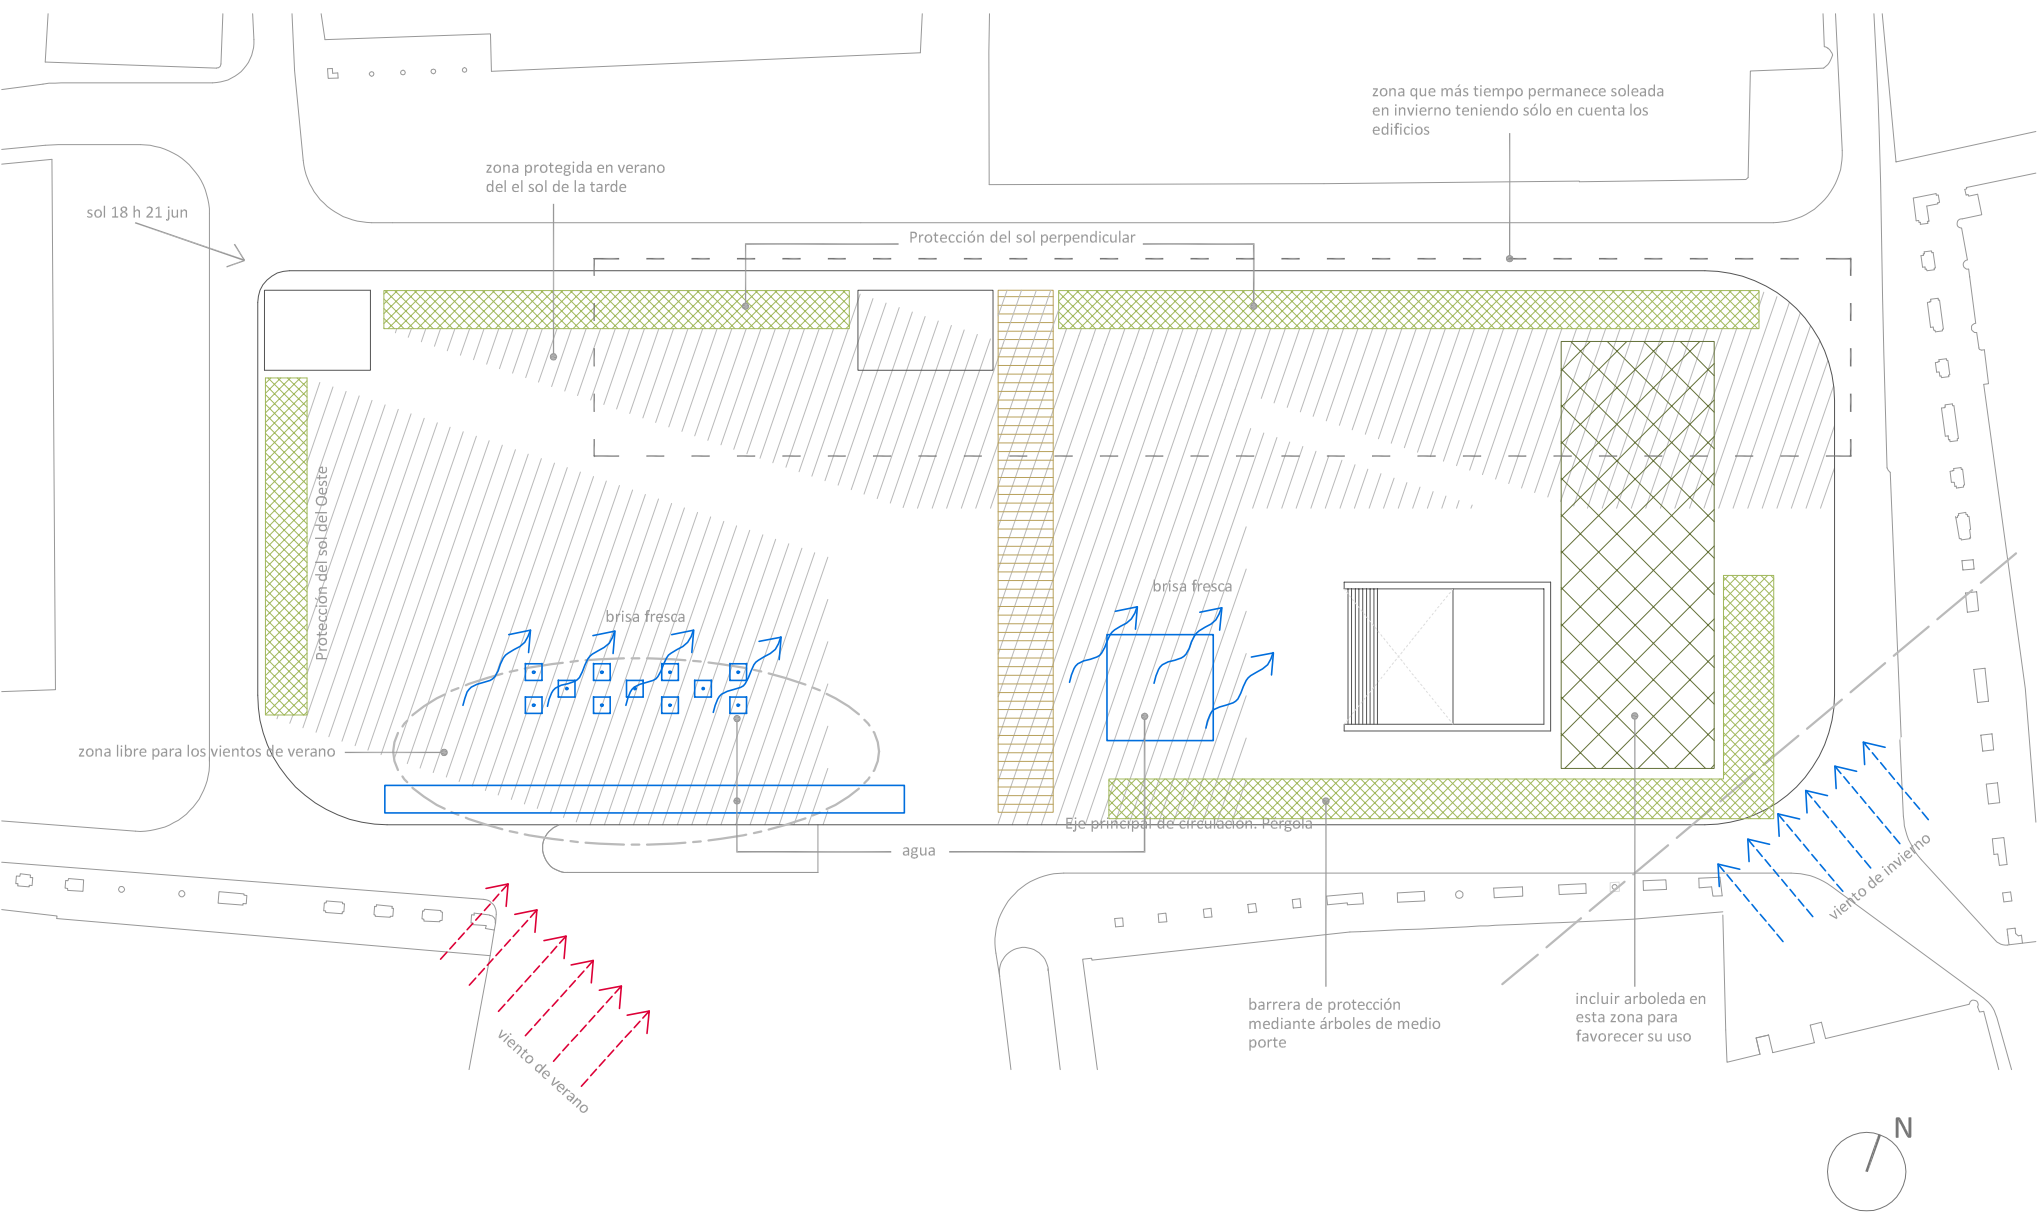 zona que más tiempo permanece soleada
en invierno teniendo sólo en cuenta los
edificios
zona protegida en verano
del el sol de la tarde
sol 18 h 21 jun
Protección del sol perpendicular
Protección del sol del Oeste
brisa fresca
brisa fresca
zona libre para los vientos de verano
Eje principal de circulación. Pérgola
agua
viento de invierno
barrera de protección
mediante árboles de medio
porte
incluir arboleda en
esta zona para
favorecer su uso
viento de verano
N